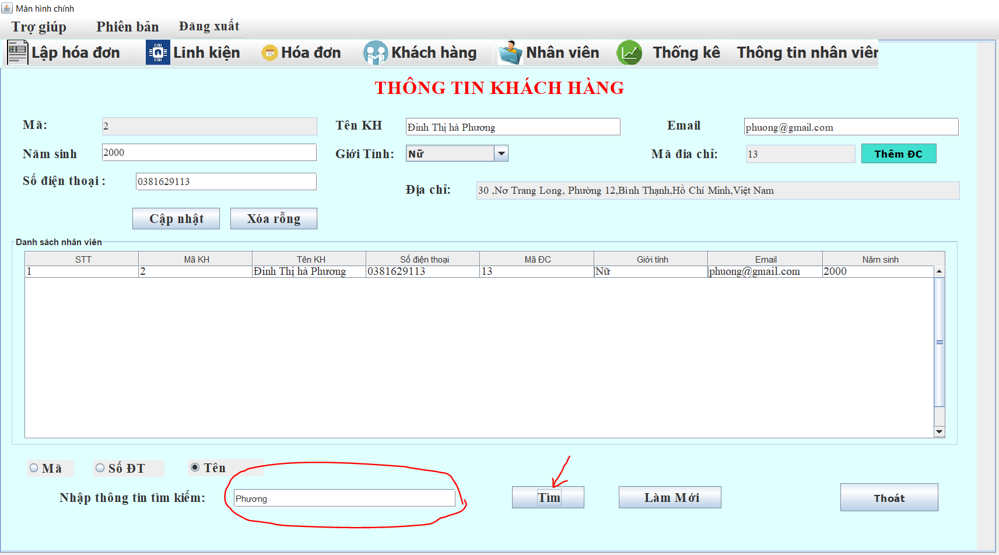 Màn hình chính
Trợ giúp Phiên bản Đăng xuất
Lập hóa đơn Linh kiện Hóa đơn Khách hàng Nhân viên Thống kê Thông tin nhân viên
THÔNG TIN KHÁCH HÀNG
Mã: 2 Tên KH Đinh Thị hà Phương Email phuong@gmail.com
Năm sinh 2000 Giới Tính: Nữ Mã địa chỉ: 13 Thêm ĐC
Số điện thoại : 0381629113
Địa chỉ: 30 ,Nơ Trang Long, Phường 12,Bình Thạnh,Hồ Chí Minh,Việt Nam
Cập nhật Xóa rỗng
Danh sách nhân viên
STT Mã KH Tên KH Số điện thoại Mã ĐC Giới tính Email Năm sinh
1 2 Đinh Thị hà Phương 0381629113 13 Nữ phuong@gmail.com 2000
Mã Số ĐT Tên
Nhập thông tin tìm kiếm: Phương Tìm Làm Mới Thoát